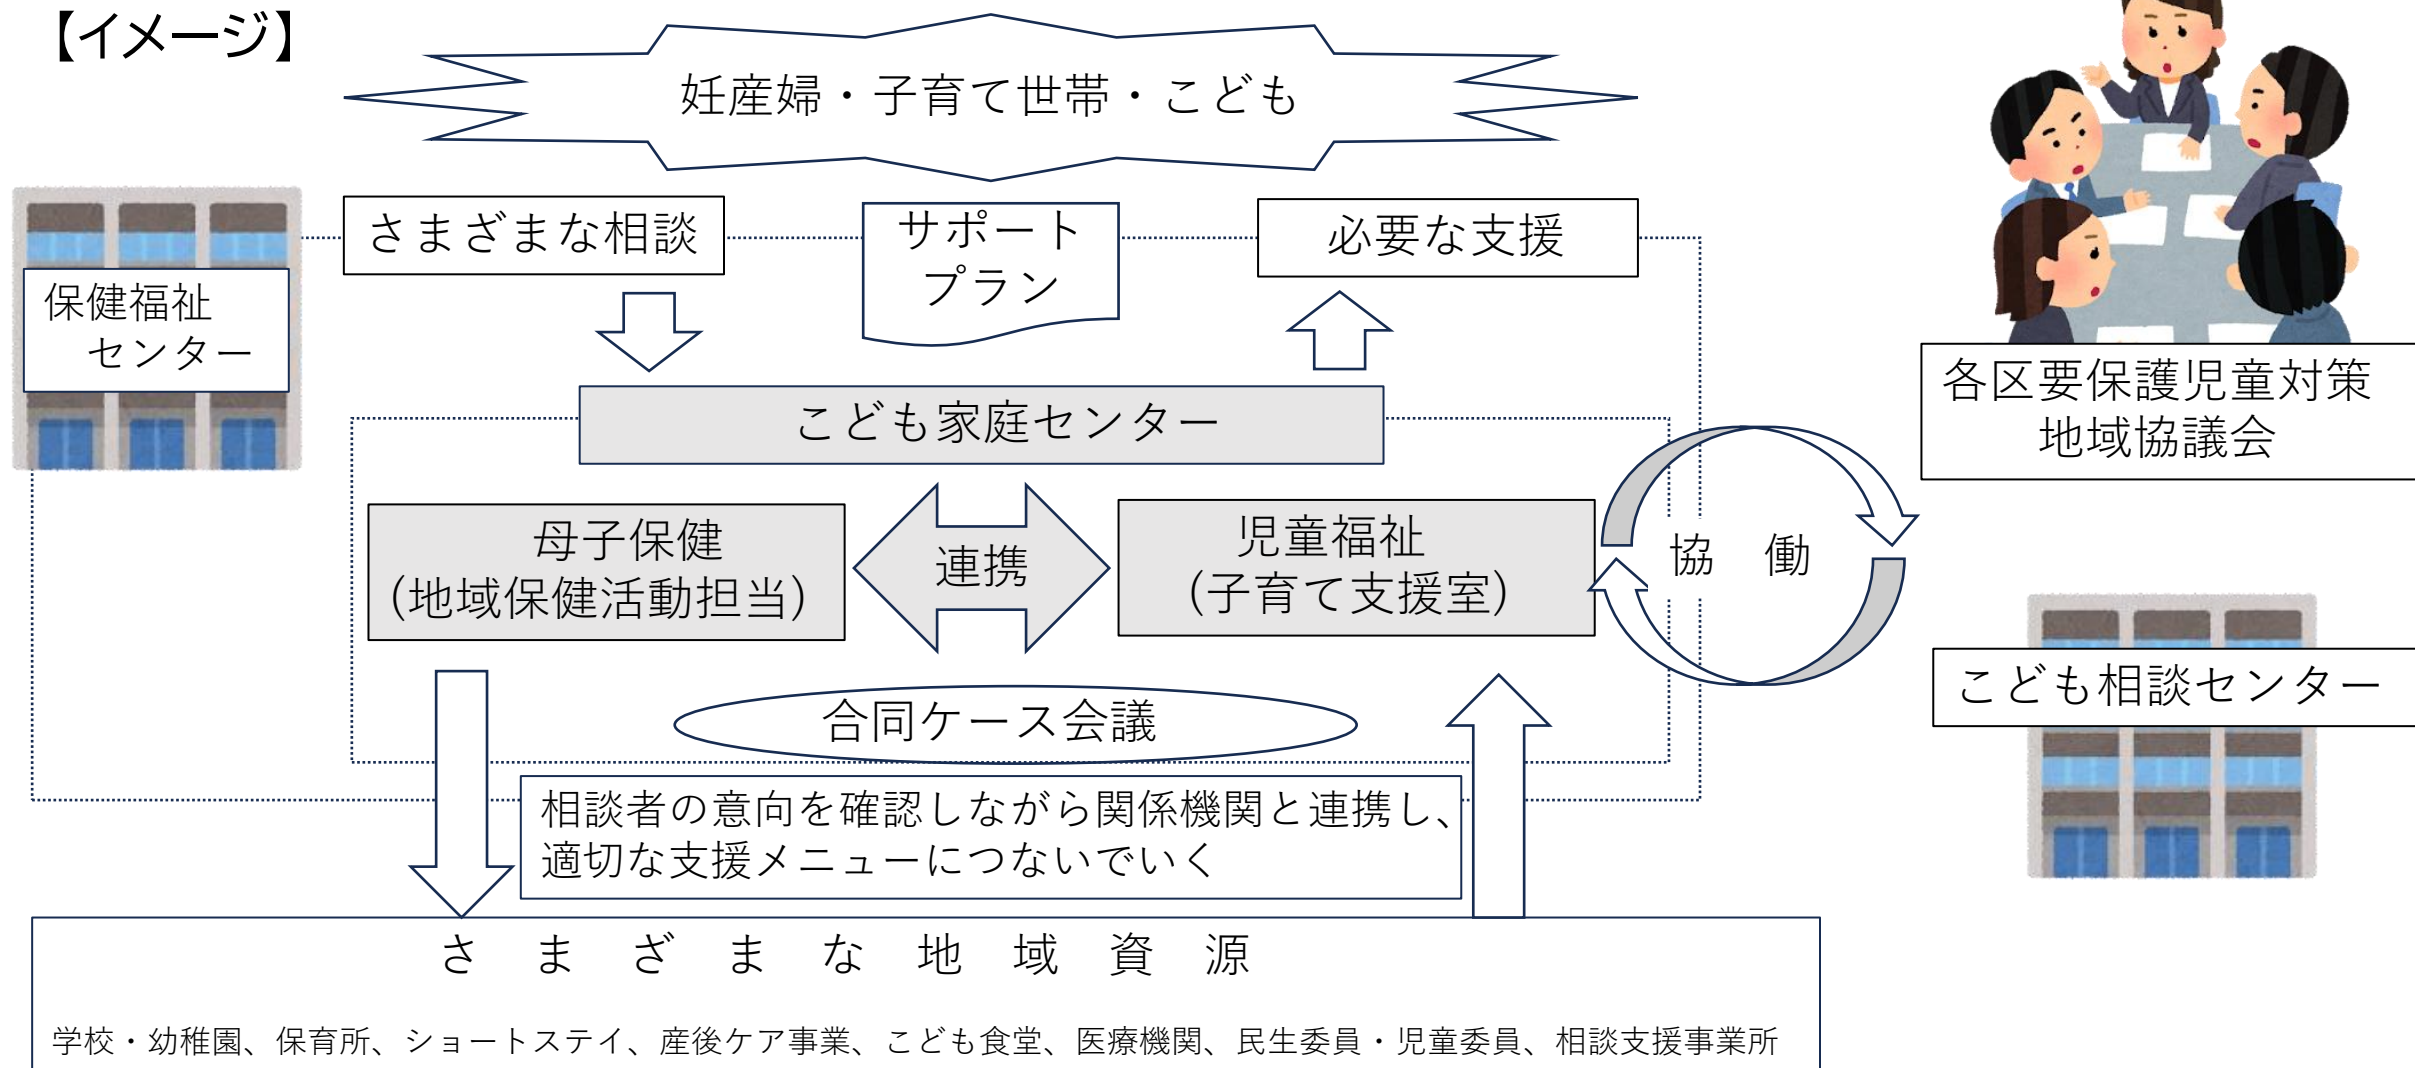 【イメージ】
妊産婦・子育て世帯・こども
さまざまな相談
サポート
プラン
必要な支援
保健福祉
センター
こども家庭センター
各区要保護児童対策
地域協議会
母子保健
(地域保健活動担当)
連携
児童福祉
(子育て支援室)
協　働
こども相談センター
合同ケース会議
相談者の意向を確認しながら関係機関と連携し、
適切な支援メニューにつないでいく
さ　ま　ざ　ま　な　地　域　資　源
学校・幼稚園、保育所、ショートステイ、産後ケア事業、こども食堂、医療機関、民生委員・児童委員、相談支援事業所